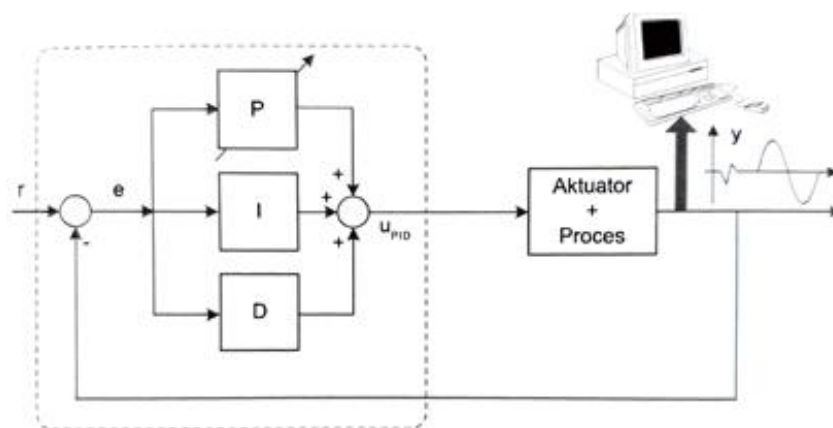 P
y
r
e
Aktuator
+
Proces
+
+
I
+
u_PID
-
D